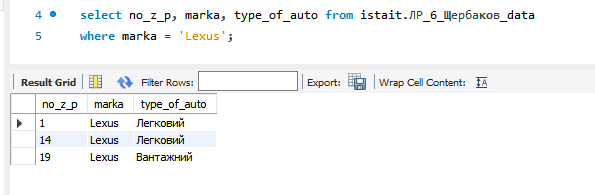 4 select no_z_p, marka, type_of_auto from istait.ЛР_6_Щербаков_data
5 where marka = 'Lexus';
Result Grid Filter Rows: Export: Wrap Cell Content: IA
no_z_p marka type_of_auto
1 Lexus Легковий
14 Lexus Легковий
19 Lexus Вантажний